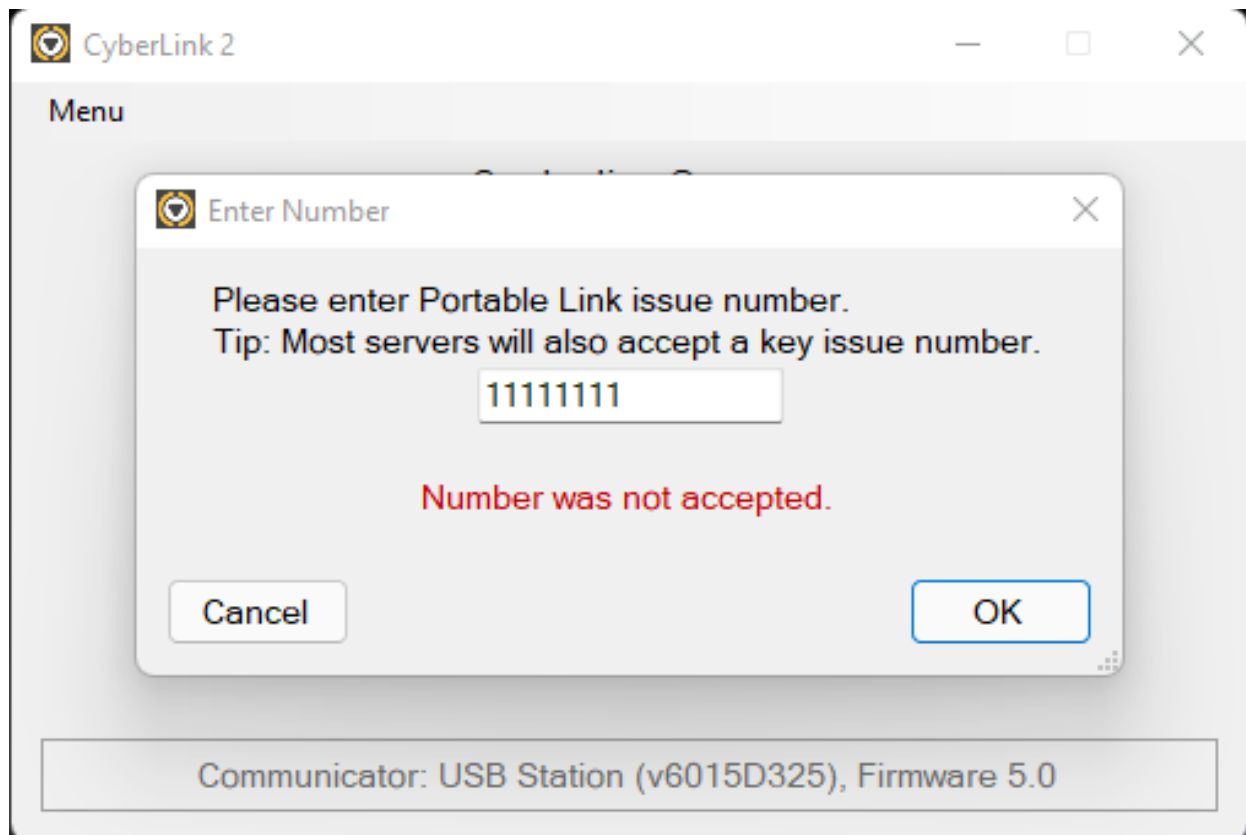 CyberLink 2
Menu
Enter Number
Please enter Portable Link issue number.
Tip: Most servers will also accept a key issue number.
11111111
Number was not accepted.
Cancel
OK
Communicator: USB Station (v6015D325), Firmware 5.0